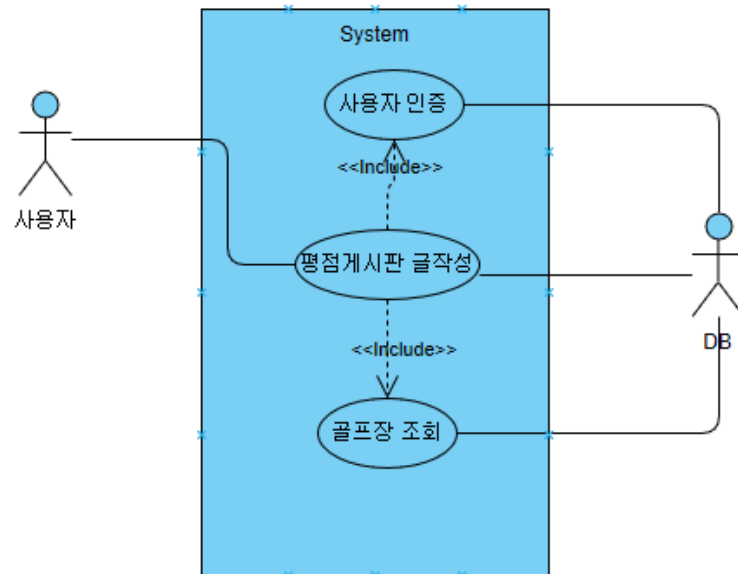 System
사용자 인증
<<Include>>
사용자
평점게시판 글작성
DB
<<Include>>
골프장 조회